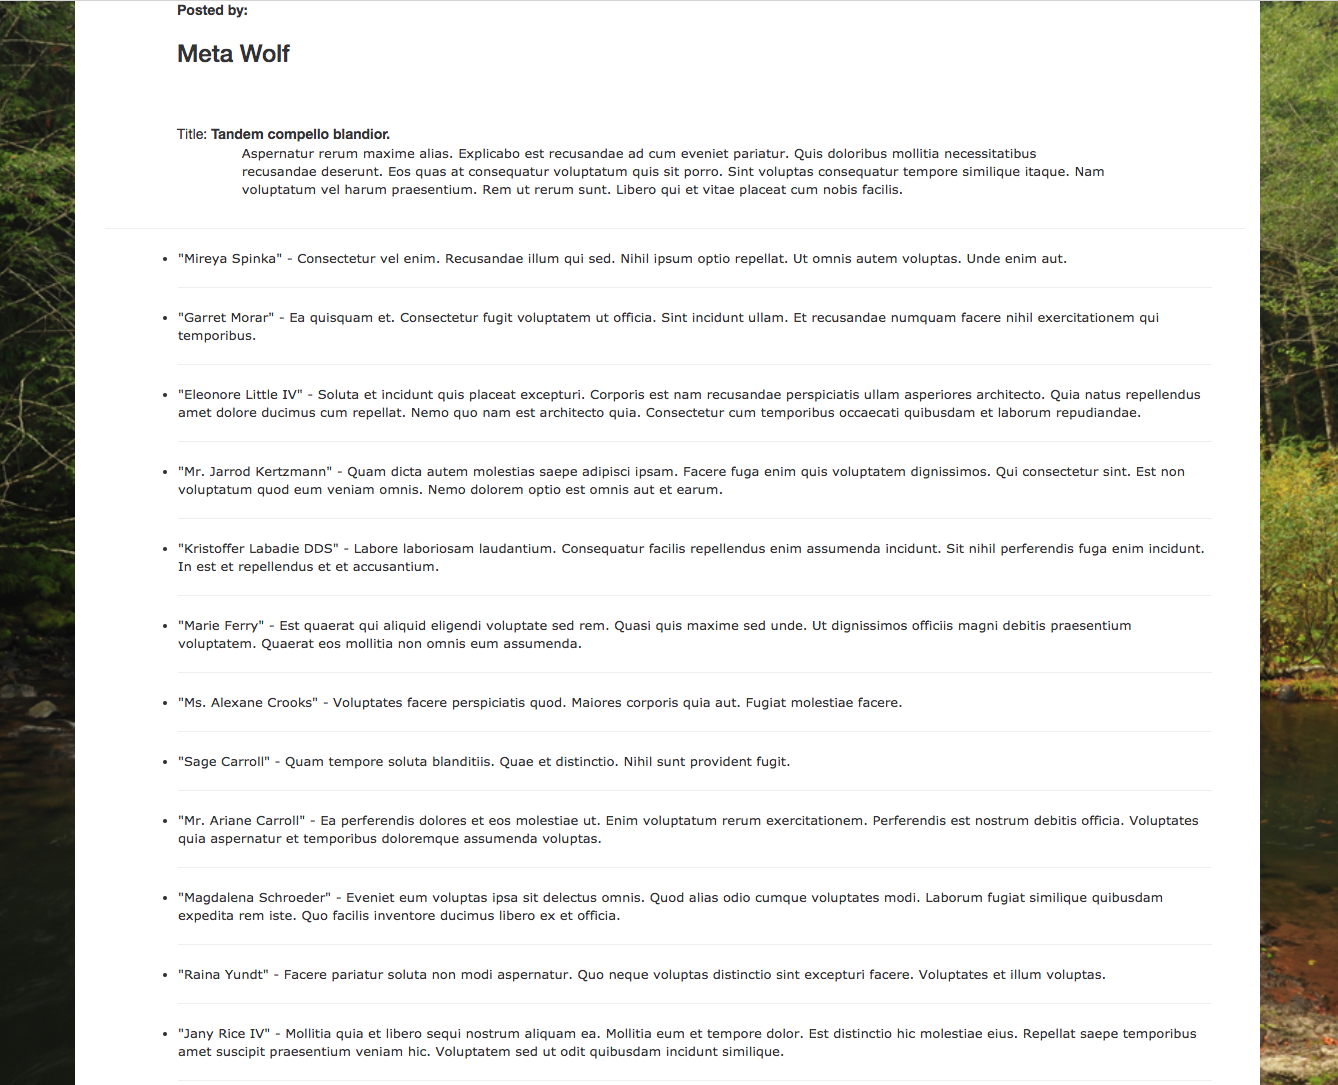 Posted by:
Meta Wolf
Title: Tandem compello blandior.
Aspernatur rerum maxime alias. Explicabo est recusandae ad cum eveniet pariatur. Quis doloribus mollitia necessitatibus
recusandae deserunt. Eos quas at consequatur voluptatum quis sit porro. Sint voluptas consequatur tempore similique itaque. Nam
voluptatum vel harum praesentium. Rem ut rerum sunt. Libero qui et vitae placeat cum nobis facilis.
• "Mireya Spinka" - Consectetur vel enim. Recusandae illum qui sed. Nihil ipsum optio repellat. Ut omnis autem voluptas. Unde enim aut.
• "Garret Morar" - Ea quisquam et. Consectetur fugit voluptatem ut officia. Sint incidunt ullam. Et recusandae numquam facere nihil exercitationem qui
temporibus.
• "Eleonore Little IV" - Soluta et incidunt quis placeat excepturi. Corporis est nam recusandae perspiciatis ullam asperiores architecto. Quia natus repellendus
amet dolore ducimus cum repellat. Nemo quo nam est architecto quia. Consectetur cum temporibus occaecati quibusdam et laborum repudiandae.
• "Mr. Jarrod Kertzmann" - Quam dicta autem molestias saepe adipisci ipsam. Facere fuga enim quis voluptatem dignissimos. Qui consectetur sint. Est non
voluptatum quod eum veniam omnis. Nemo dolorem optio est omnis aut et earum.
• "Kristoffer Labadie DDS" - Labore laboriosam laudantium. Consequatur facilis repellendus enim assumenda incidunt. Sit nihil perferendis fuga enim incidunt.
In est et repellendus et et accusantium.
• "Marie Ferry" - Est quaerat qui aliquid eligendi voluptate sed rem. Quasi quis maxime sed unde. Ut dignissimos officiis magni debitis praesentium
voluptatem. Quaerat eos mollitia non omnis eum assumenda.
• "Ms. Alexane Crooks" - Voluptates facere perspiciatis quod. Maiores corporis quia aut. Fugiat molestiae facere.
• "Sage Carroll" - Quam tempore soluta blanditiis. Quae et distinctio. Nihil sunt provident fugit.
• "Mr. Ariane Carroll" - Ea perferendis dolores et eos molestiae ut. Enim voluptatum rerum exercitationem. Perferendis est nostrum debitis officia. Voluptates
quia aspernatur et temporibus doloremque assumenda voluptas.
• "Magdalena Schroeder" - Eveniet eum voluptas ipsa sit delectus omnis. Quod alias odio cumque voluptates modi. Laborum fugiat similique quibusdam
expedita rem iste. Quo facilis inventore ducimus libero ex et officia.
• "Raina Yundt" - Facere pariatur soluta non modi aspernatur. Quo neque voluptas distinctio sint excepturi facere. Voluptates et illum voluptas.
• "Jany Rice IV" - Mollitia quia et libero sequi nostrum aliquam ea. Mollitia eum et tempore dolor. Est distinctio hic molestiae eius. Repellat saepe temporibus
amet suscipit praesentium veniam hic. Voluptatem sed ut odit quibusdam incidunt similique.